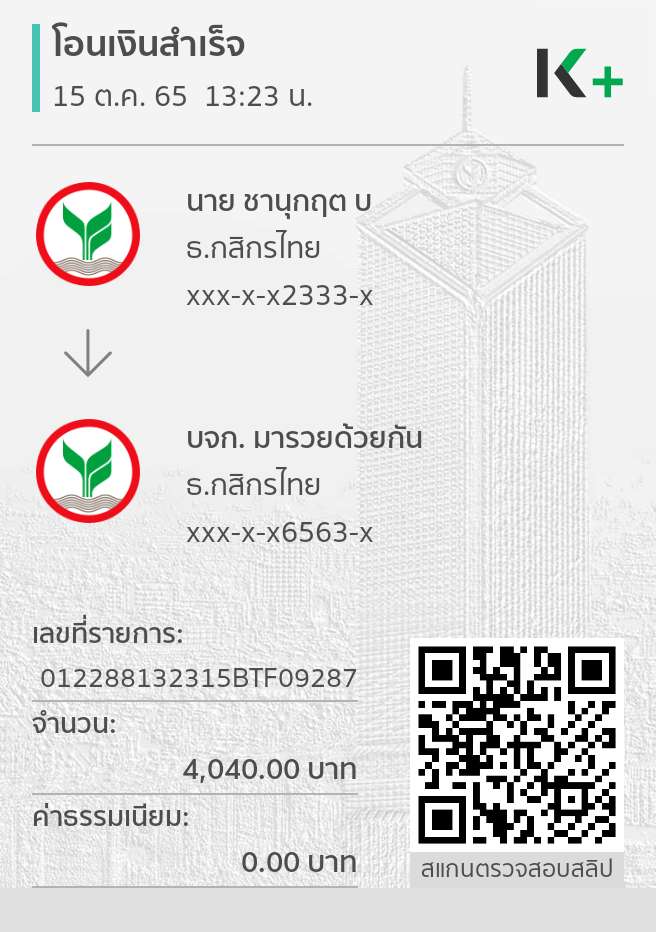 โอนเงินสำเร็จ
15 ต.ค. 65 13:23 น.
K+
นาย ชานุกฤต บ
ธ.กสิกรไทย
xxx-x-x2333-x
บจก. มารวยด้วยกัน
ธ.กสิกรไทย
xxx-x-x6563-x
เลขที่รายการ:
012288132315BTF09287
จำนวน:
4,040.00 บาท
ค่าธรรมเนียม:
0.00 บาท
สแกนตรวจสอบสลิป